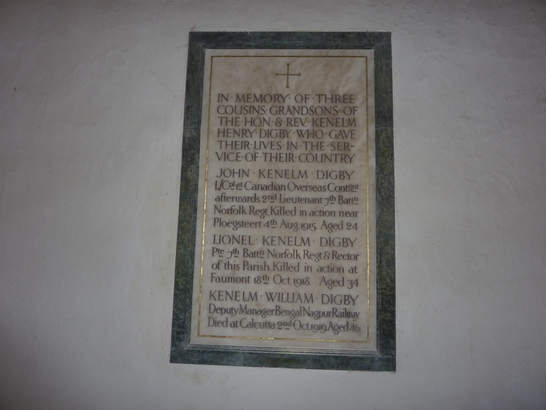 IN MEMORY OF THREE
COUSINS GRANDSONS OF
THE HON. & REV. KENELM
HENRY DIGBY WHO GAVE
THEIR LIVES IN THE SER-
VICE OF THEIR COUNTRY
JOHN · KENELM · DIGBY
L/Cpl 1st Canadian Overseas Contint
afterwards 2nd Lieutenant 7th Battn
Norfolk Regt. Killed in action near
Ploegsteert 4th Aug. 1915. Aged 24
LIONEL · KENELM · DIGBY
Pte 7th Battn Norfolk Regt & Rector
of this Parish. Killed in action at
Faumont 18th Oct. 1918. Aged 34
KENELM · WILLIAM · DIGBY
Deputy Manager Bengal Nagpur Railway
Died at Calcutta 2nd Oct. 1919 Aged